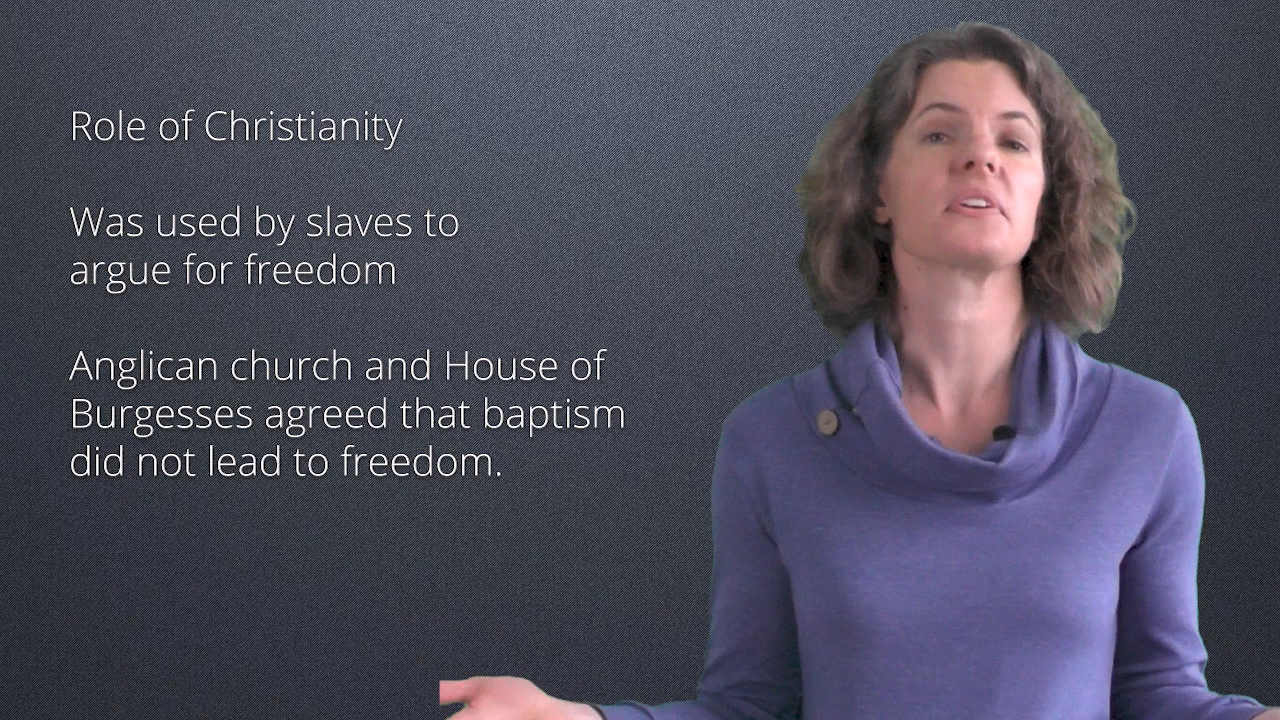 Role of Christianity
Was used by slaves to
argue for freedom
Anglican church and House of
Burgesses agreed that baptism
did not lead to freedom.